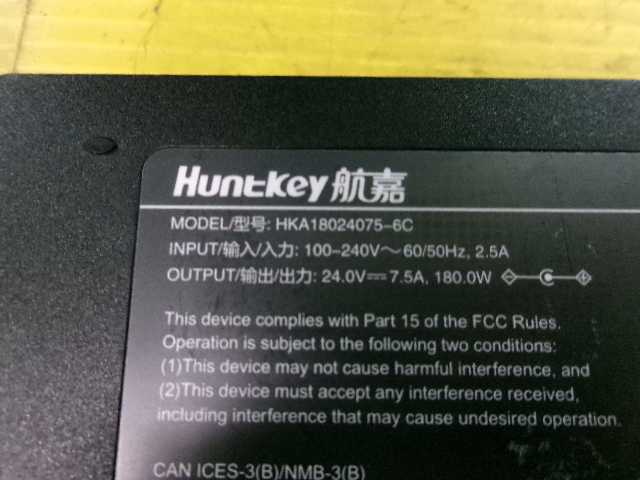 Huntkey 航嘉
MODEL/型号: HKA18024075-6C
INPUT/输入/入力: 100-240V～60/50Hz, 2.5A
OUTPUT/输出/出力: 24.0V⎓7.5A, 180.0W
This device complies with Part 15 of the FCC Rules.
Operation is subject to the following two conditions:
(1)This device may not cause harmful interference, and
(2)This device must accept any interference received,
including interference that may cause undesired operation.
CAN ICES-3(B)/NMB-3(B)